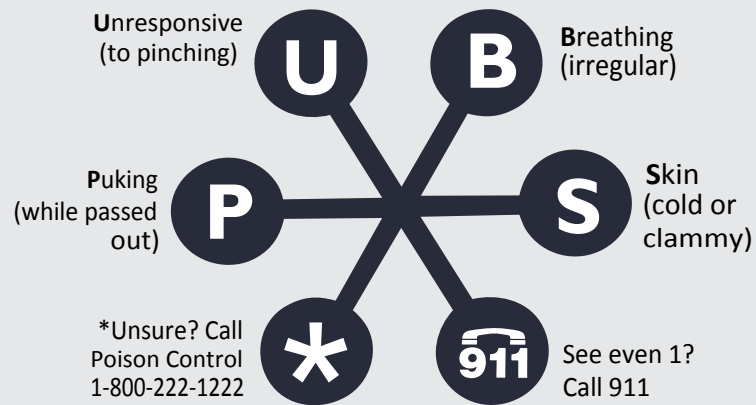 Unresponsive
(to pinching)
U
B
Breathing
(irregular)
Puking
(while passed
out)
P
S
Skin
(cold or
clammy)
*Unsure? Call
Poison Control
1-800-222-1222
*
911
See even 1?
Call 911